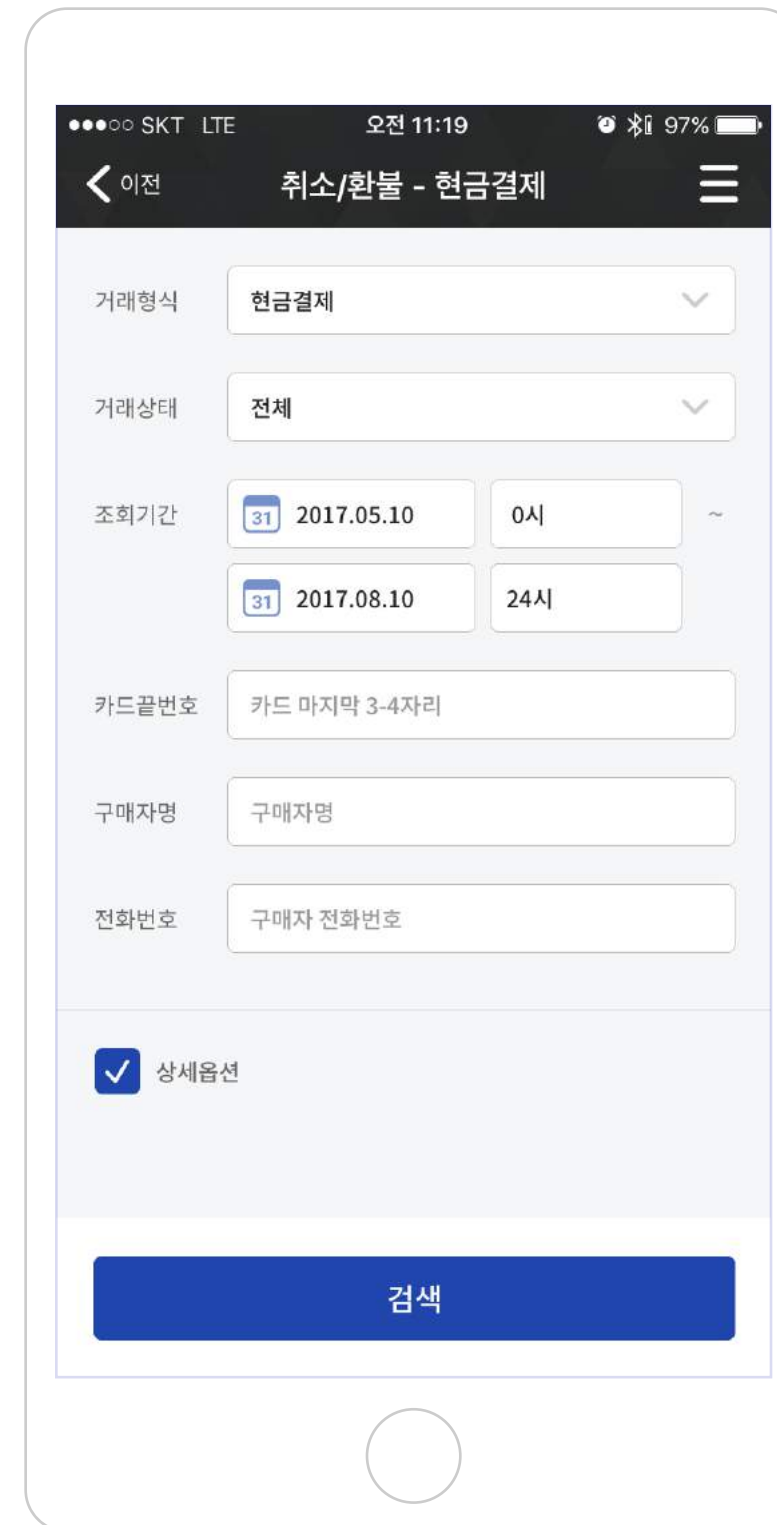 SKT LTE 오전 11:19 97%
이전 취소/환불 - 현금결제
거래형식 현금결제
거래상태 전체
조회기간 31 2017.05.10 0시 ~
31 2017.08.10 24시
카드끝번호 카드 마지막 3-4자리
구매자명 구매자명
전화번호 구매자 전화번호
상세옵션
검색